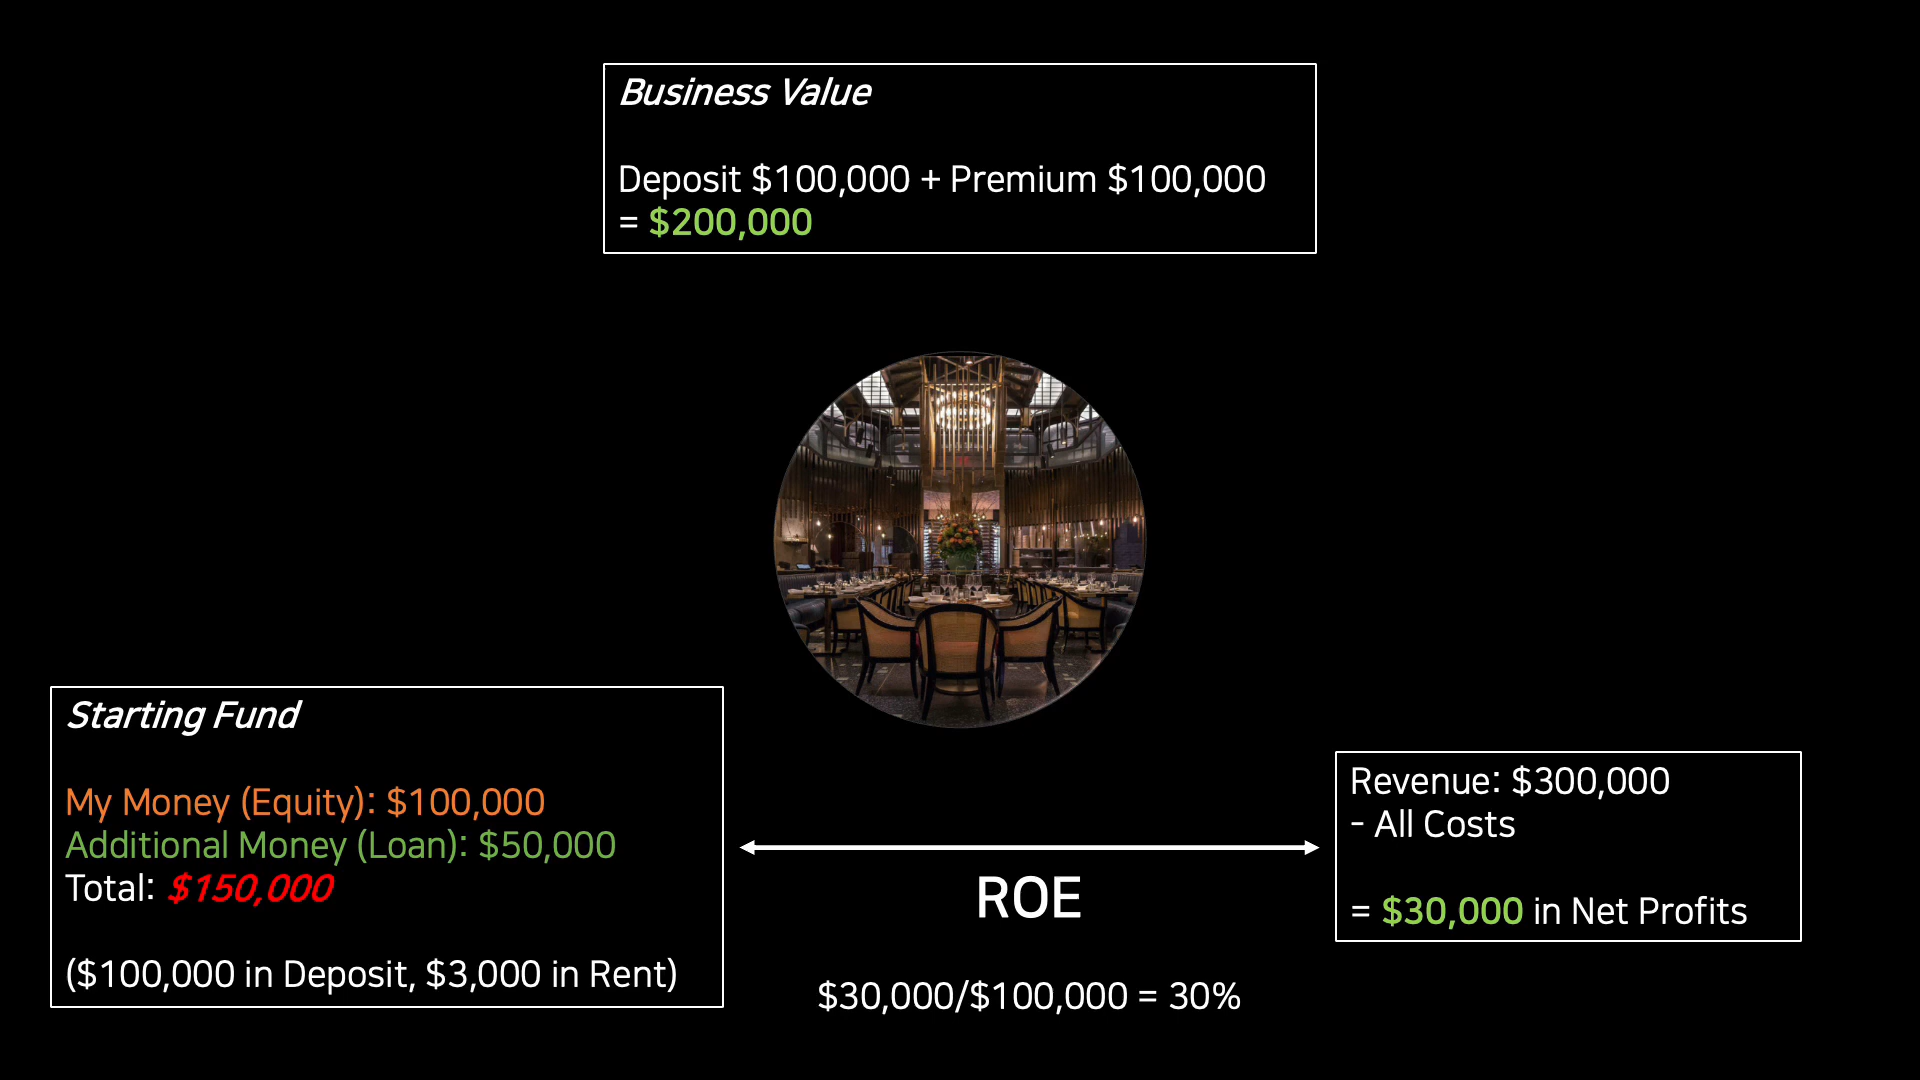 Business Value
Deposit $100,000 + Premium $100,000
= $200,000
Starting Fund
My Money (Equity): $100,000
Additional Money (Loan): $50,000
Total: $150,000
($100,000 in Deposit, $3,000 in Rent)
ROE
$30,000/$100,000 = 30%
Revenue: $300,000
- All Costs
= $30,000 in Net Profits